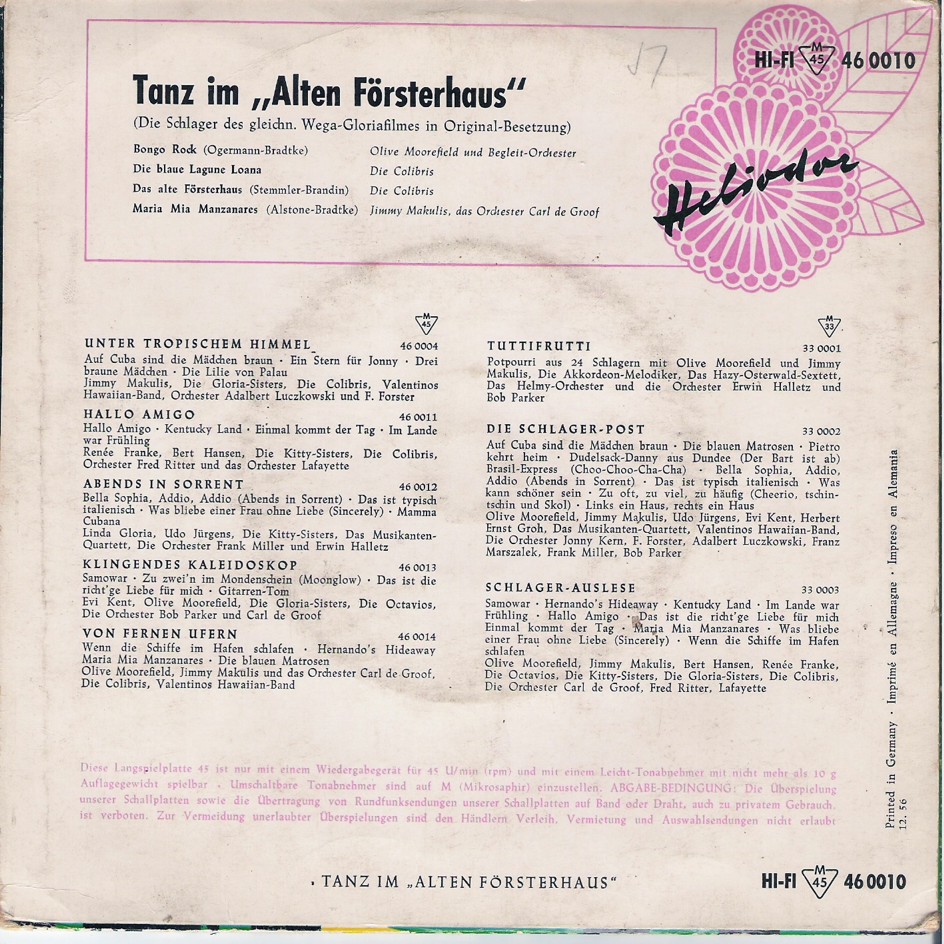 HI-FI M 45 46 0010
Tanz im „Alten Försterhaus“
(Die Schlager des gleichn. Wega-Gloriafilmes in Original-Besetzung)
Bongo Rock (Ogermann-Bradtke) Olive Moorefield und Begleit-Orchester
Die blaue Lagune Loana Die Colibris
Das alte Försterhaus (Stemmler-Brandin) Die Colibris
Maria Mia Manzanares (Alstone-Bradtke) Jimmy Makulis, das Orchester Carl de Groof
Heliodor
M 45
UNTER TROPISCHEM HIMMEL 46 0004
Auf Cuba sind die Mädchen braun · Ein Stern für Jonny · Drei
braune Mädchen · Die Lilie von Palau
Jimmy Makulis, Die Gloria-Sisters, Die Colibris, Valentinos
Hawaiian-Band, Orchester Adalbert Luczkowski und F. Forster
HALLO AMIGO 46 0011
Hallo Amigo · Kentucky Land · Einmal kommt der Tag · Im Lande
war Frühling
Renée Franke, Bert Hansen, Die Kitty-Sisters, Die Colibris,
Orchester Fred Ritter und das Orchester Lafayette
ABENDS IN SORRENT 46 0012
Bella Sophia, Addio, Addio (Abends in Sorrent) · Das ist typisch
italienisch · Was bliebe einer Frau ohne Liebe (Sincerely) · Mamma
Cubana
Linda Gloria, Udo Jürgens, Die Kitty-Sisters, Das Musikanten-
Quartett, Die Orchester Frank Miller und Erwin Halletz
KLINGENDES KALEIDOSKOP 46 0013
Samowar · Zu zwei'n im Mondenschein (Moonglow) · Das ist die
richt'ge Liebe für mich · Gitarren-Tom
Evi Kent, Olive Moorefield, Die Gloria-Sisters, Die Octavios,
Die Orchester Bob Parker und Carl de Groof
VON FERNEN UFERN 46 0014
Wenn die Schiffe im Hafen schlafen · Hernando's Hideaway
Maria Mia Manzanares · Die blauen Matrosen
Olive Moorefield, Jimmy Makulis und das Orchester Carl de Groof,
Die Colibris, Valentinos Hawaiian-Band
M 33
TUTTIFRUTTI 33 0001
Potpourri aus 24 Schlagern mit Olive Moorefield und Jimmy
Makulis, Die Akkordeon-Melodiker, Das Hazy-Osterwald-Sextett,
Das Helmy-Orchester und die Orchester Erwin Halletz und
Bob Parker
DIE SCHLAGER-POST 33 0002
Auf Cuba sind die Mädchen braun · Die blauen Matrosen · Pietro
kehrt heim · Dudelsack-Danny aus Dundee (Der Bart ist ab)
Brasil-Express (Choo-Choo-Cha-Cha) · Bella Sophia, Addio,
Addio (Abends in Sorrent) · Das ist typisch italienisch · Was
kann schöner sein · Zu oft, zu viel, zu häufig (Cheerio, tschin-
tschin und Skol) · Links ein Haus, rechts ein Haus
Olive Moorefield, Jimmy Makulis, Udo Jürgens, Evi Kent, Herbert
Ernst Groh, Das Musikanten-Quartett, Valentinos Hawaiian-Band,
Die Orchester Jonny Kern, F. Forster, Adalbert Luczkowski, Franz
Marszalek, Frank Miller, Bob Parker
SCHLAGER-AUSLESE 33 0003
Samowar · Hernando's Hideaway · Kentucky Land · Im Lande war
Frühling · Hallo Amigo · Das ist die richt'ge Liebe für mich
Einmal kommt der Tag · Maria Mia Manzanares · Was bliebe
einer Frau ohne Liebe (Sincerely) · Wenn die Schiffe im Hafen
schlafen
Olive Moorefield, Jimmy Makulis, Bert Hansen, Renée Franke,
Die Octavios, Die Kitty-Sisters, Die Gloria-Sisters, Die Colibris,
Die Orchester Carl de Groof, Fred Ritter, Lafayette
Printed in Germany · Imprimé en Allemagne · Impreso en Alemania
12. 56
Diese Langspielplatte 45 ist nur mit einem Wiedergabegerät für 45 U/min (rpm) und mit einem Leicht-Tonabnehmer mit nicht mehr als 10 g
Auflagegewicht spielbar · Umschaltbare Tonabnehmer sind auf M (Mikrosaphir) einzustellen. ABGABE-BEDINGUNG: Die Überspielung
unserer Schallplatten sowie die Übertragung von Rundfunksendungen unserer Schallplatten auf Band oder Draht, auch zu privatem Gebrauch,
ist verboten. Zur Vermeidung unerlaubter Überspielungen sind den Händlern Verleih, Vermietung und Auswahlsendungen nicht erlaubt
TANZ IM „ALTEN FÖRSTERHAUS“
HI-FI M 45 46 0010